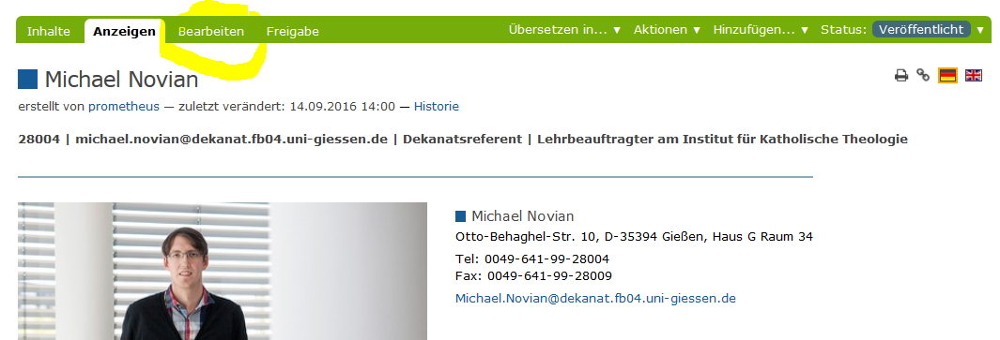 Inhalte Anzeigen Bearbeiten Freigabe Übersetzen in... ▼ Aktionen ▼ Hinzufügen... ▼ Status: Veröffentlicht ▼
Michael Novian
erstellt von prometheus — zuletzt verändert: 14.09.2016 14:00 — Historie
28004 | michael.novian@dekanat.fb04.uni-giessen.de | Dekanatsreferent | Lehrbeauftragter am Institut für Katholische Theologie
Michael Novian
Otto-Behaghel-Str. 10, D-35394 Gießen, Haus G Raum 34
Tel: 0049-641-99-28004
Fax: 0049-641-99-28009
Michael.Novian@dekanat.fb04.uni-giessen.de